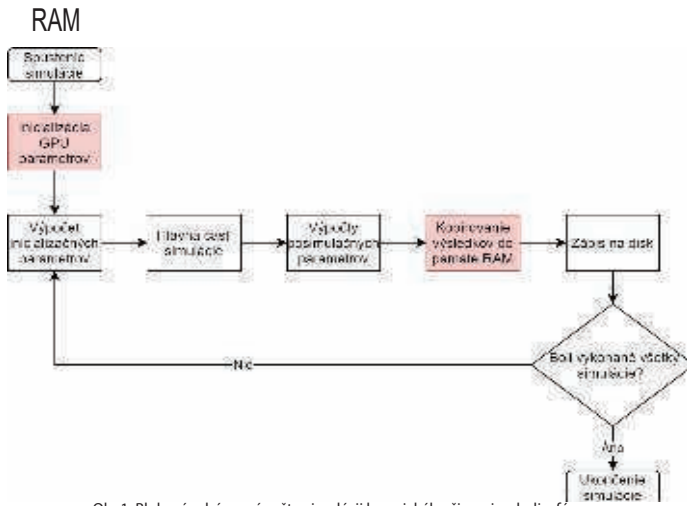 RAM
Spustenie
simulácie
Inicializácia
GPU
parametrov
Výpočet
inicializačných
parametrov
Hlavná časť
simulácie
Výpočty
posimulačných
parametrov
Kopírovanie
výsledkov do
pamäte RAM
Zápis na disk
Boli vykonané všetky
simulácie?
Nie
Áno
Ukončenie
simulácie